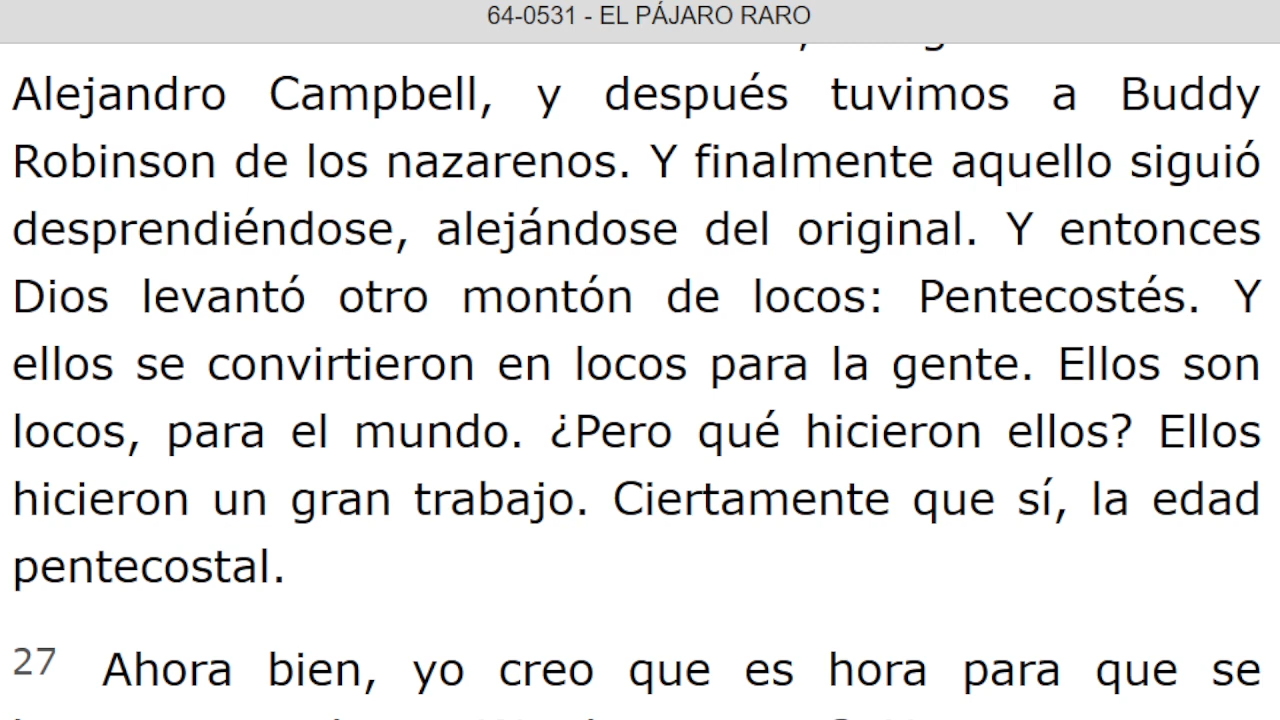 64-0531 - EL PÁJARO RARO
Alejandro Campbell, y después tuvimos a Buddy
Robinson de los nazarenos. Y finalmente aquello siguió
desprendiéndose, alejándose del original. Y entonces
Dios levantó otro montón de locos: Pentecostés. Y
ellos se convirtieron en locos para la gente. Ellos son
locos, para el mundo. ¿Pero qué hicieron ellos? Ellos
hicieron un gran trabajo. Ciertamente que sí, la edad
pentecostal.
27 Ahora bien, yo creo que es hora para que se